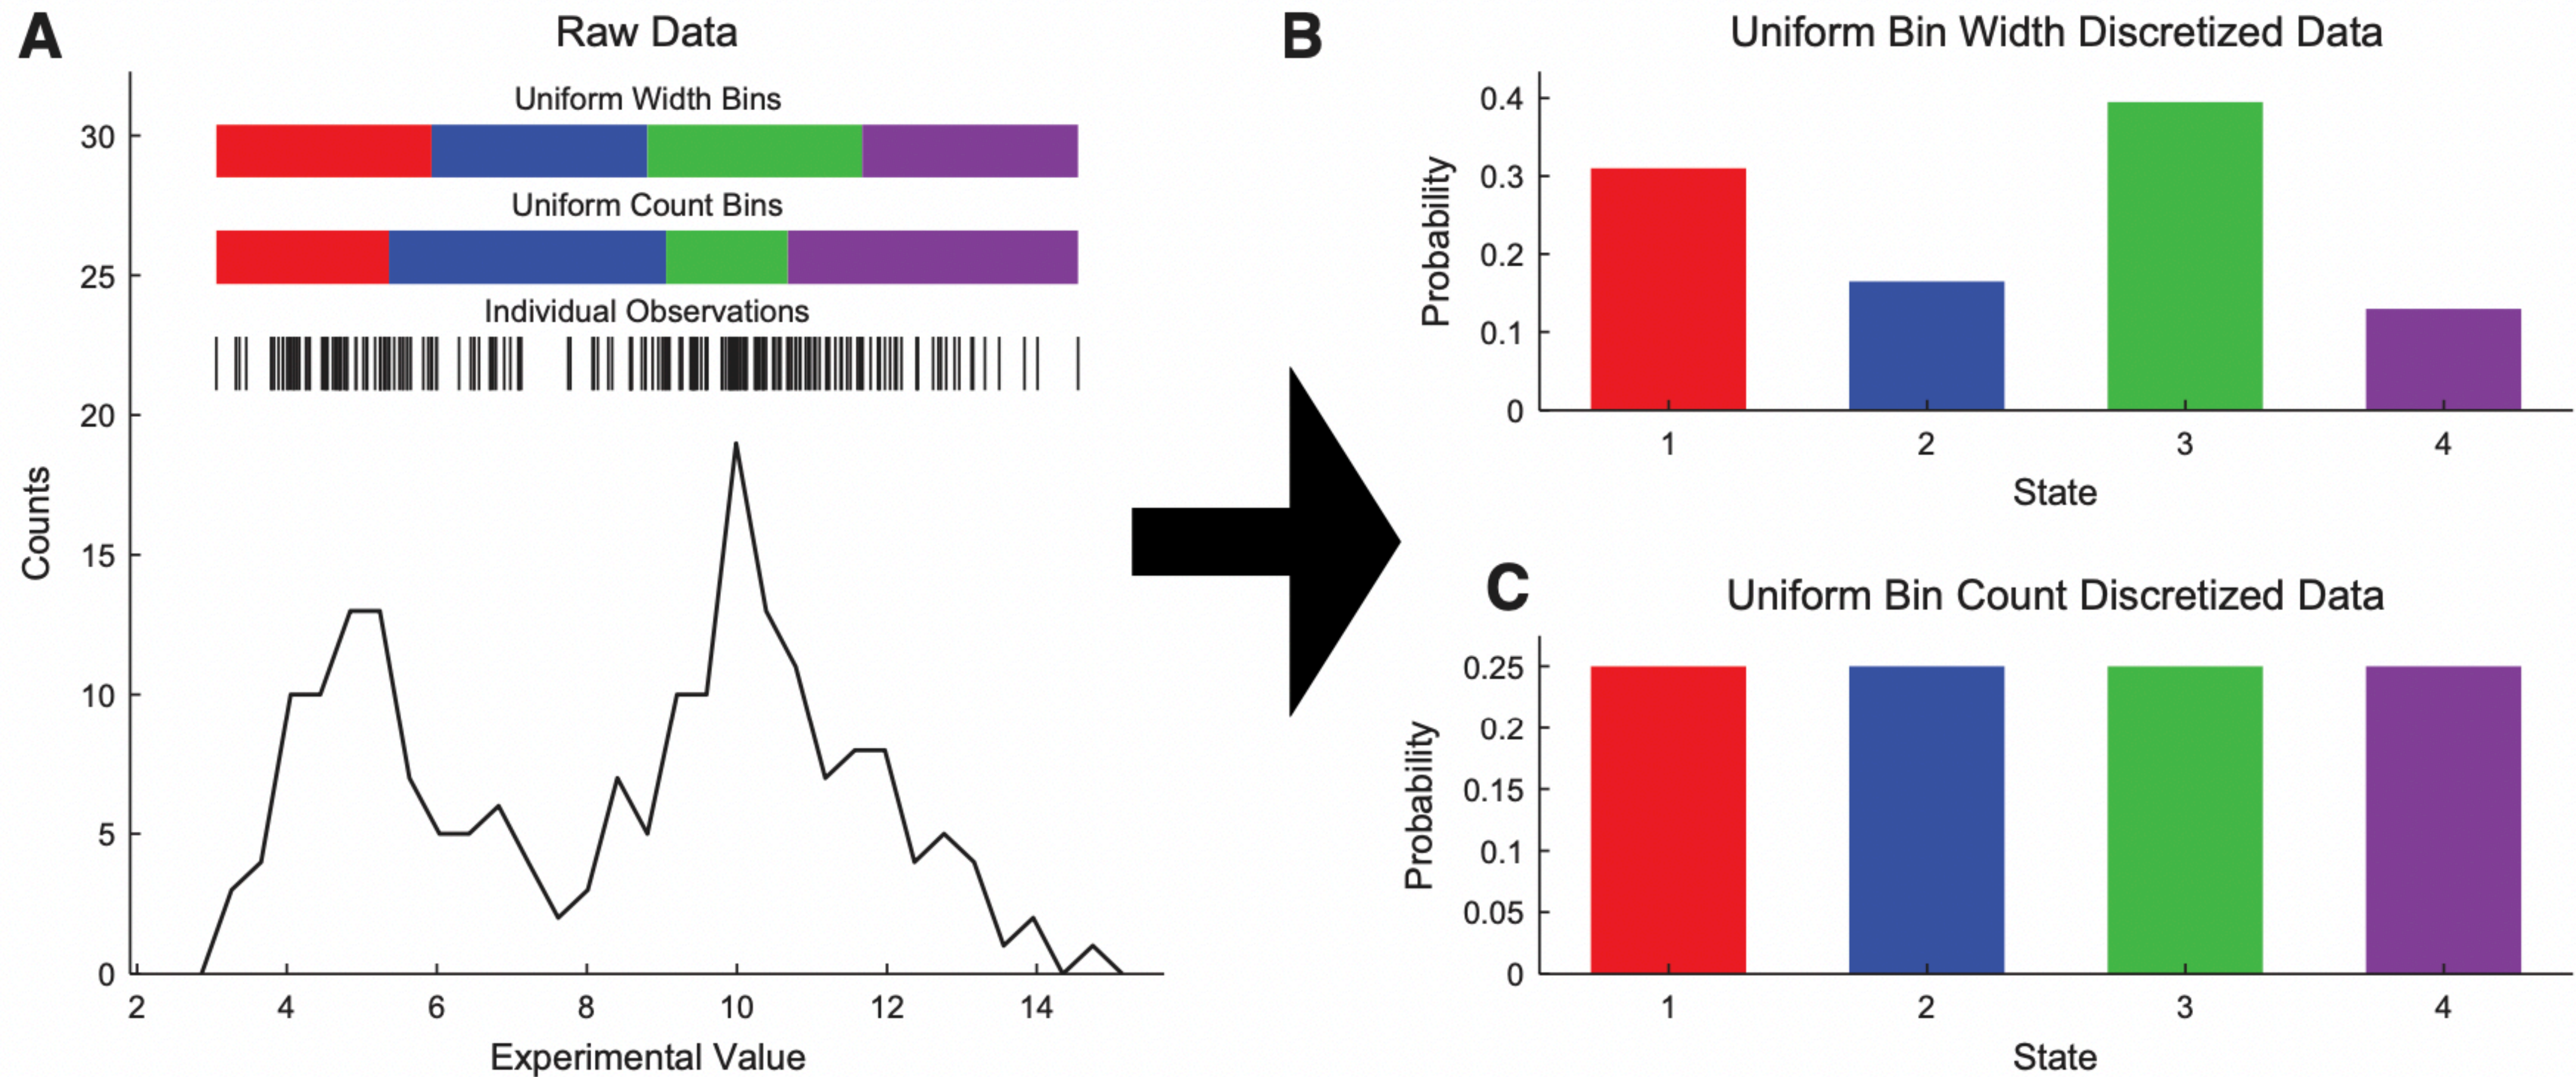 A
Raw Data
Uniform Width Bins
Uniform Count Bins
Individual Observations
30
25
20
15
10
5
0
Counts
2 4 6 8 10 12 14
Experimental Value
B
Uniform Bin Width Discretized Data
0.4
0.3
0.2
0.1
0
Probability
1 2 3 4
State
C
Uniform Bin Count Discretized Data
0.25
0.2
0.15
0.1
0.05
0
Probability
1 2 3 4
State